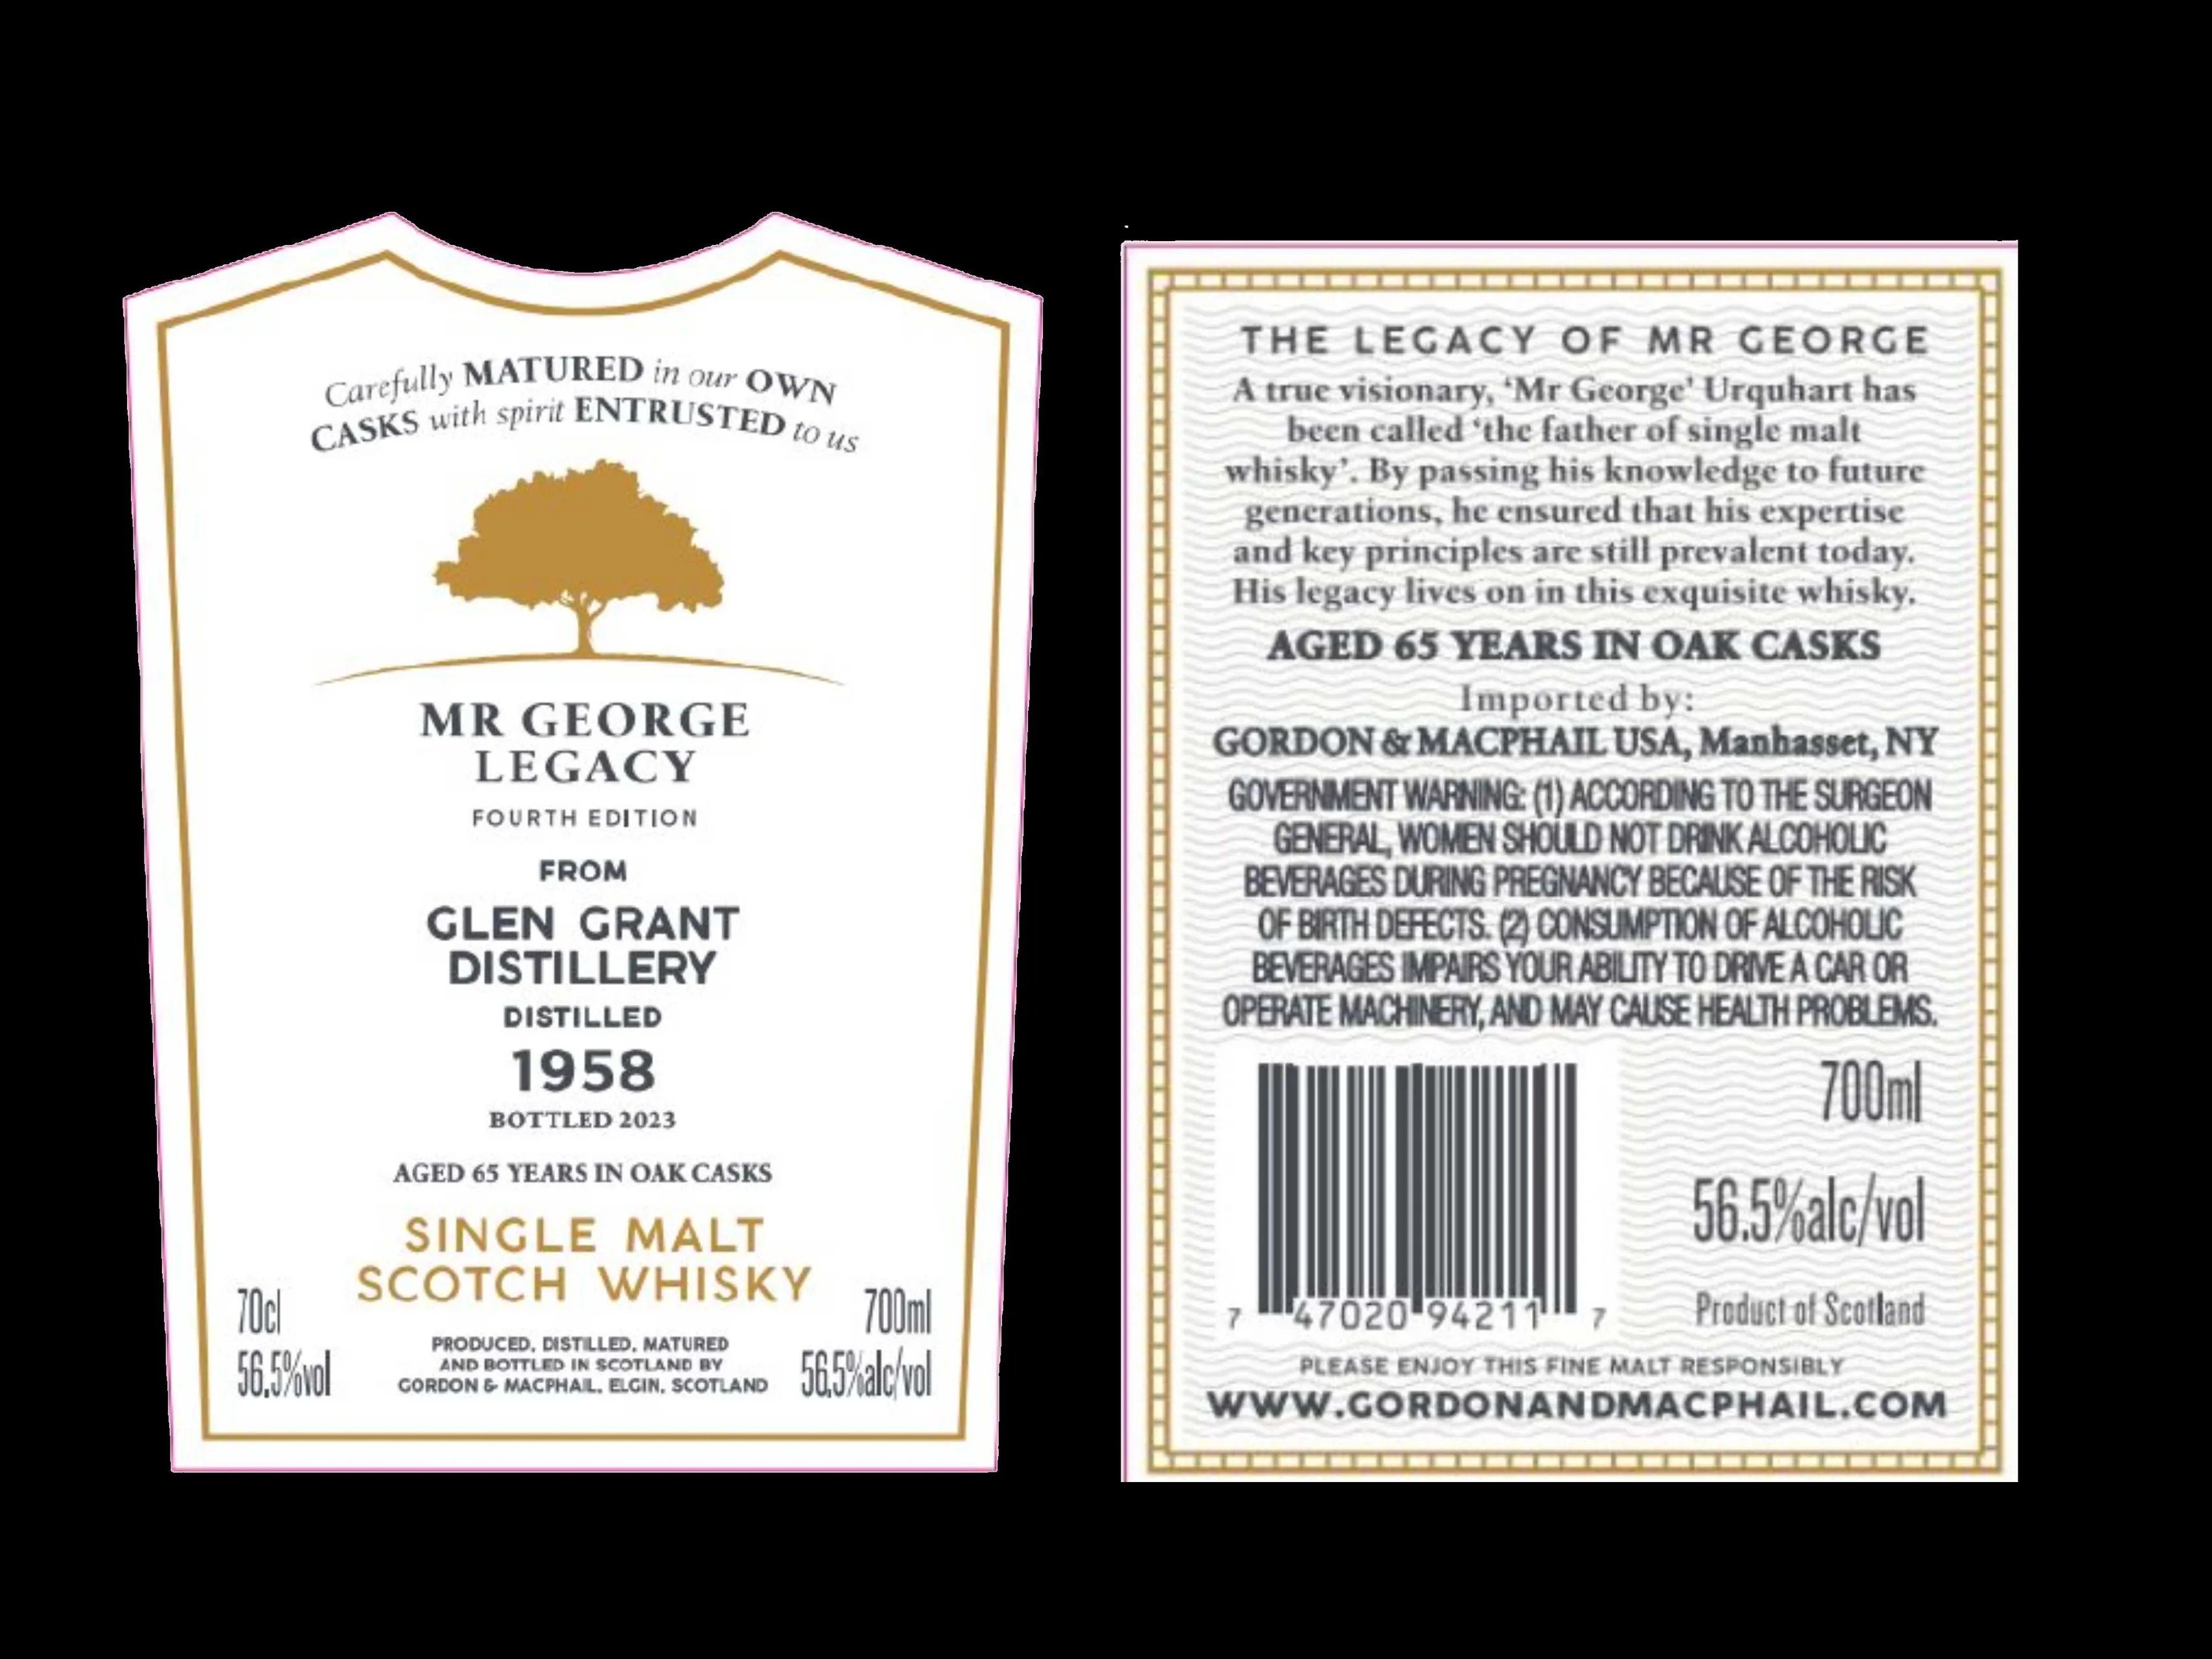 Carefully MATURED in our OWN
CASKS with spirit ENTRUSTED to us
MR GEORGE
LEGACY
FOURTH EDITION
FROM
GLEN GRANT
DISTILLERY
DISTILLED
1958
BOTTLED 2023
AGED 65 YEARS IN OAK CASKS
SINGLE MALT
SCOTCH WHISKY
70cl
56.5%vol
PRODUCED, DISTILLED, MATURED
AND BOTTLED IN SCOTLAND BY
GORDON & MACPHAIL, ELGIN, SCOTLAND
700ml
56.5%alc/vol
THE LEGACY OF MR GEORGE
A true visionary, ‘Mr George' Urquhart has
been called ‘the father of single malt
whisky’. By passing his knowledge to future
generations, he ensured that his expertise
and key principles are still prevalent today.
His legacy lives on in this exquisite whisky.
AGED 65 YEARS IN OAK CASKS
Imported by:
GORDON & MACPHAIL USA, Manhasset, NY
GOVERNMENT WARNING: (1) ACCORDING TO THE SURGEON
GENERAL, WOMEN SHOULD NOT DRINK ALCOHOLIC
BEVERAGES DURING PREGNANCY BECAUSE OF THE RISK
OF BIRTH DEFECTS. (2) CONSUMPTION OF ALCOHOLIC
BEVERAGES IMPAIRS YOUR ABILITY TO DRIVE A CAR OR
OPERATE MACHINERY, AND MAY CAUSE HEALTH PROBLEMS.
700ml
56.5%alc/vol
Product of Scotland
7 47020 94211 7
PLEASE ENJOY THIS FINE MALT RESPONSIBLY
WWW.GORDONANDMACPHAIL.COM